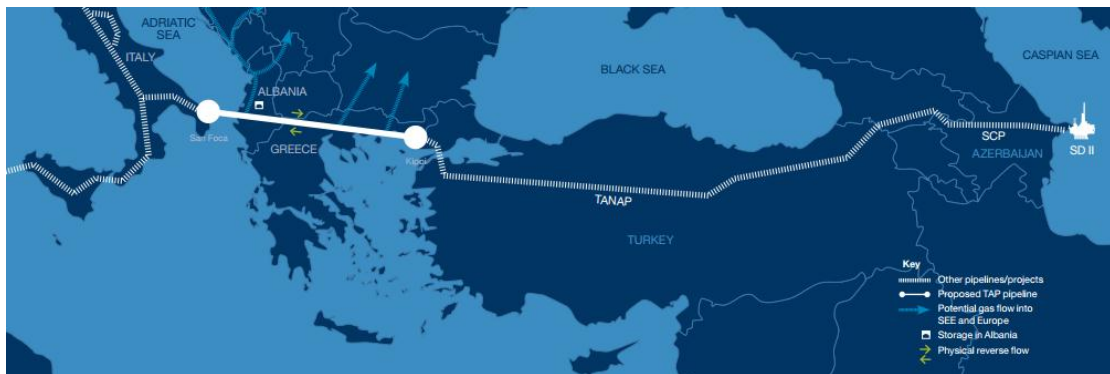 ADRIATIC
SEA
ITALY
ALBANIA
San Foca
GREECE
Kipoi
BLACK SEA
TANAP
TURKEY
CASPIAN SEA
SCP
AZERBAIJAN
SD II
Key
Other pipelines/projects
Proposed TAP pipeline
Potential gas flow into
SEE and Europe
Storage in Albania
Physical reverse flow